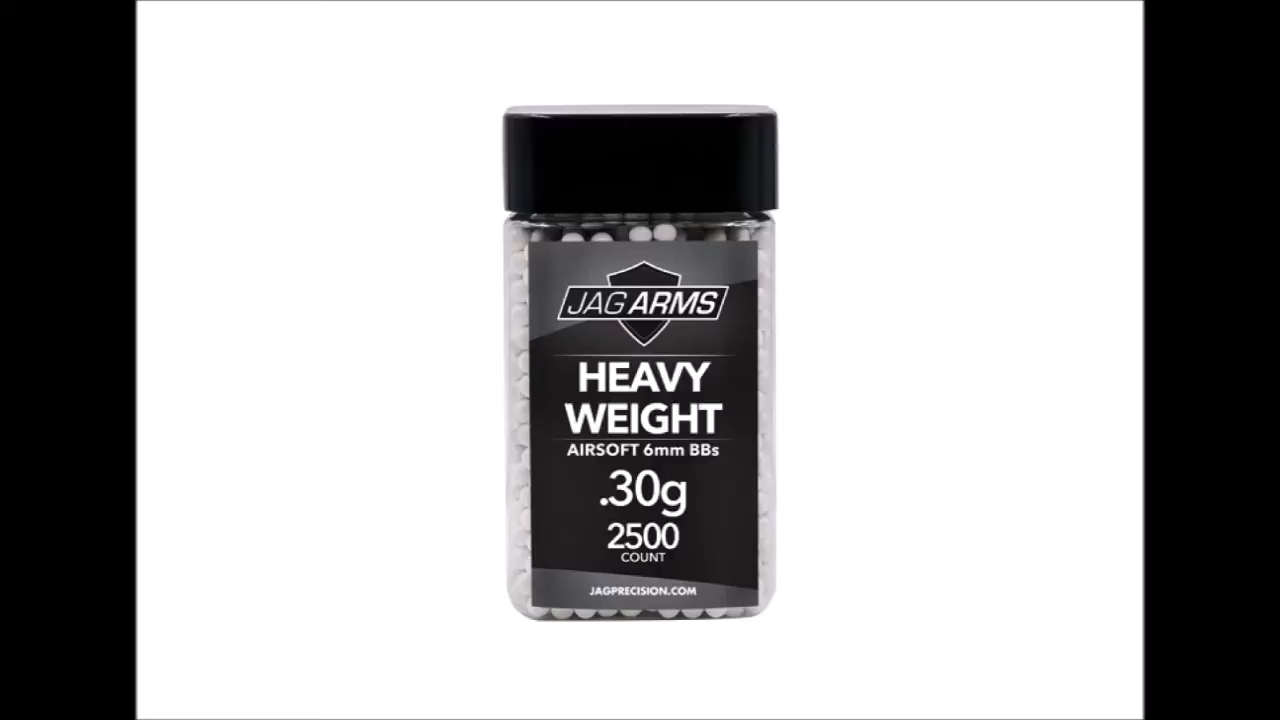 JAG ARMS
HEAVY
WEIGHT
AIRSOFT 6mm BBs
.30g
2500
COUNT
JAGPRECISION.COM